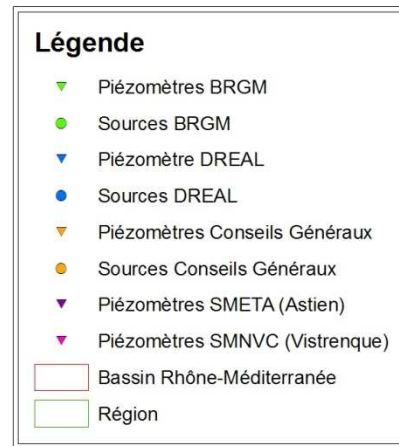 Légende
Piézomètres BRGM
Sources BRGM
Piézomètre DREAL
Sources DREAL
Piézomètres Conseils Généraux
Sources Conseils Généraux
Piézomètres SMETA (Astien)
Piézomètres SMNVC (Vistrenque)
Bassin Rhône-Méditerranée
Région